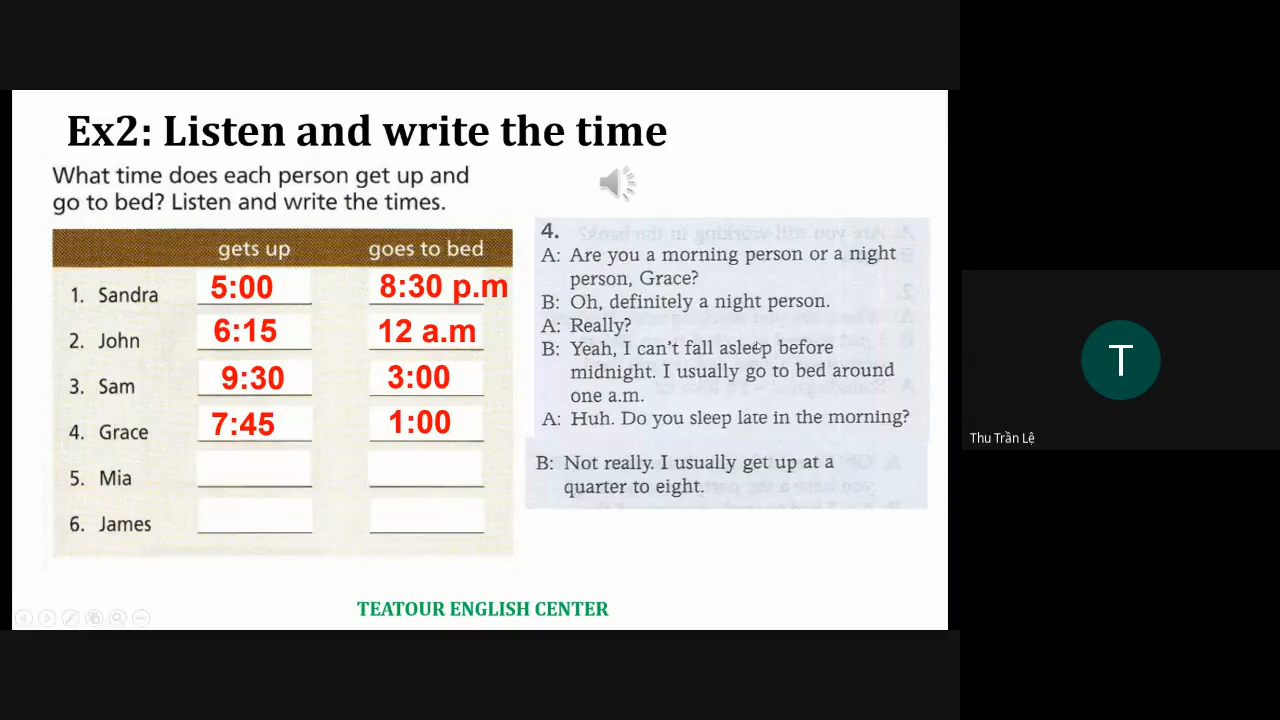 Ex2: Listen and write the time
What time does each person get up and
go to bed? Listen and write the times.
gets up goes to bed
1. Sandra 5:00 8:30 p.m
2. John 6:15 12 a.m
3. Sam 9:30 3:00
4. Grace 7:45 1:00
5. Mia
6. James
4.
A: Are you a morning person or a night
person, Grace?
B: Oh, definitely a night person.
A: Really?
B: Yeah, I can't fall asleep before
midnight. I usually go to bed around
one a.m.
A: Huh. Do you sleep late in the morning?
B: Not really. I usually get up at a
quarter to eight.
TEATOUR ENGLISH CENTER
T
Thu Trần Lệ